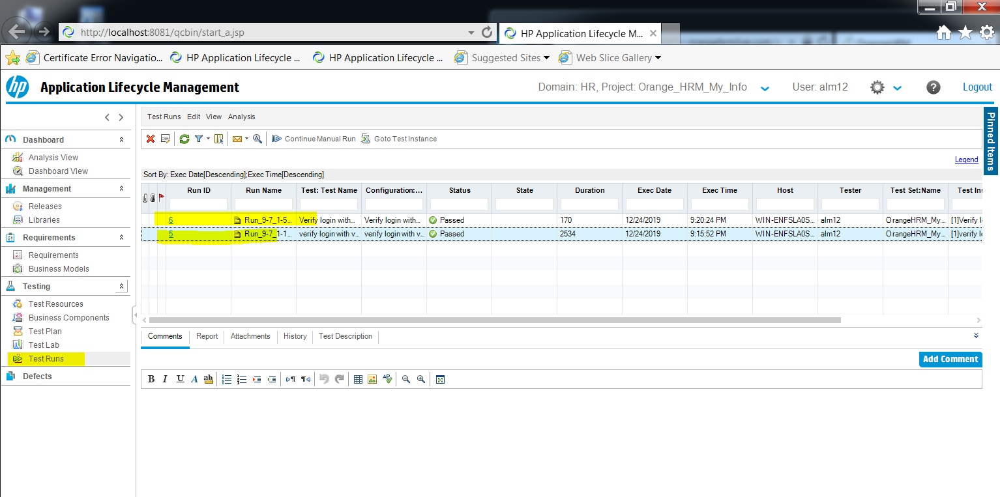 http://localhost:8081/qcbin/start_a.jsp
HP Application Lifecycle M...
Certificate Error Navigatio...
HP Application Lifecycle ...
HP Application Lifecycle ...
Suggested Sites
Web Slice Gallery
hp
Application Lifecycle Management
Domain: HR, Project: Orange_HRM_My_Info
User: alm12
Logout
Pinned Items
Dashboard
Analysis View
Dashboard View
Management
Releases
Libraries
Requirements
Requirements
Business Models
Testing
Test Resources
Business Components
Test Plan
Test Lab
Test Runs
Defects
Test Runs Edit View Analysis
Continue Manual Run Goto Test Instance
Legend
Sort By: Exec Date[Descending];Exec Time[Descending]
Run ID Run Name Test: Test Name Configuration:... Status State Duration Exec Date Exec Time Host Tester Test Set:Name Test Ins
6 Run_9-7_1-5... Verify login with... Verify login with... Passed 170 12/24/2019 9:20:24 PM WIN-ENFSLA0S... alm12 OrangeHRM_My... [1]Verify lo
5 Run_9-7_1-1... verify login with v... verify login with v... Passed 2534 12/24/2019 9:15:52 PM WIN-ENFSLA0S... alm12 OrangeHRM_My... [1]verify lo
Comments Report Attachments History Test Description
Add Comment
B I U A ab